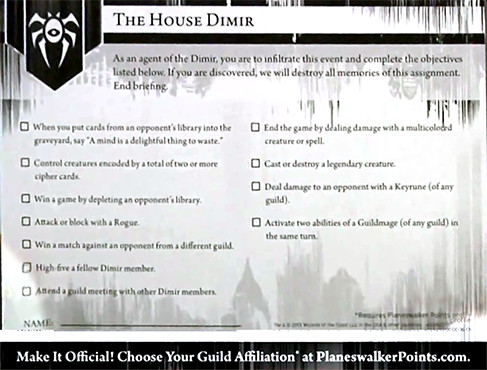 The House Dimir
As an agent of the Dimir, you are to infiltrate this event and complete the objectives
listed below. If you are discovered, we will destroy all memories of this assignment.
End briefing.
When you put cards from an opponent's library into the
graveyard, say "A mind is a delightful thing to waste."
Control creatures encoded by a total of two or more
cipher cards.
Win a game by depleting an opponent's library.
Attack or block with a Rogue.
Win a match against an opponent from a different guild.
High-five a fellow Dimir member.
Attend a guild meeting with other Dimir members.
End the game by dealing damage with a multicolored
creature or spell.
Cast or destroy a legendary creature.
Deal damage to an opponent with a Keyrune (of any
guild).
Activate two abilities of a Guildmage (of any guild) in
the same turn.
NAME:
*Requires Planeswalker Points profile
Make It Official! Choose Your Guild Affiliation* at PlaneswalkerPoints.com.